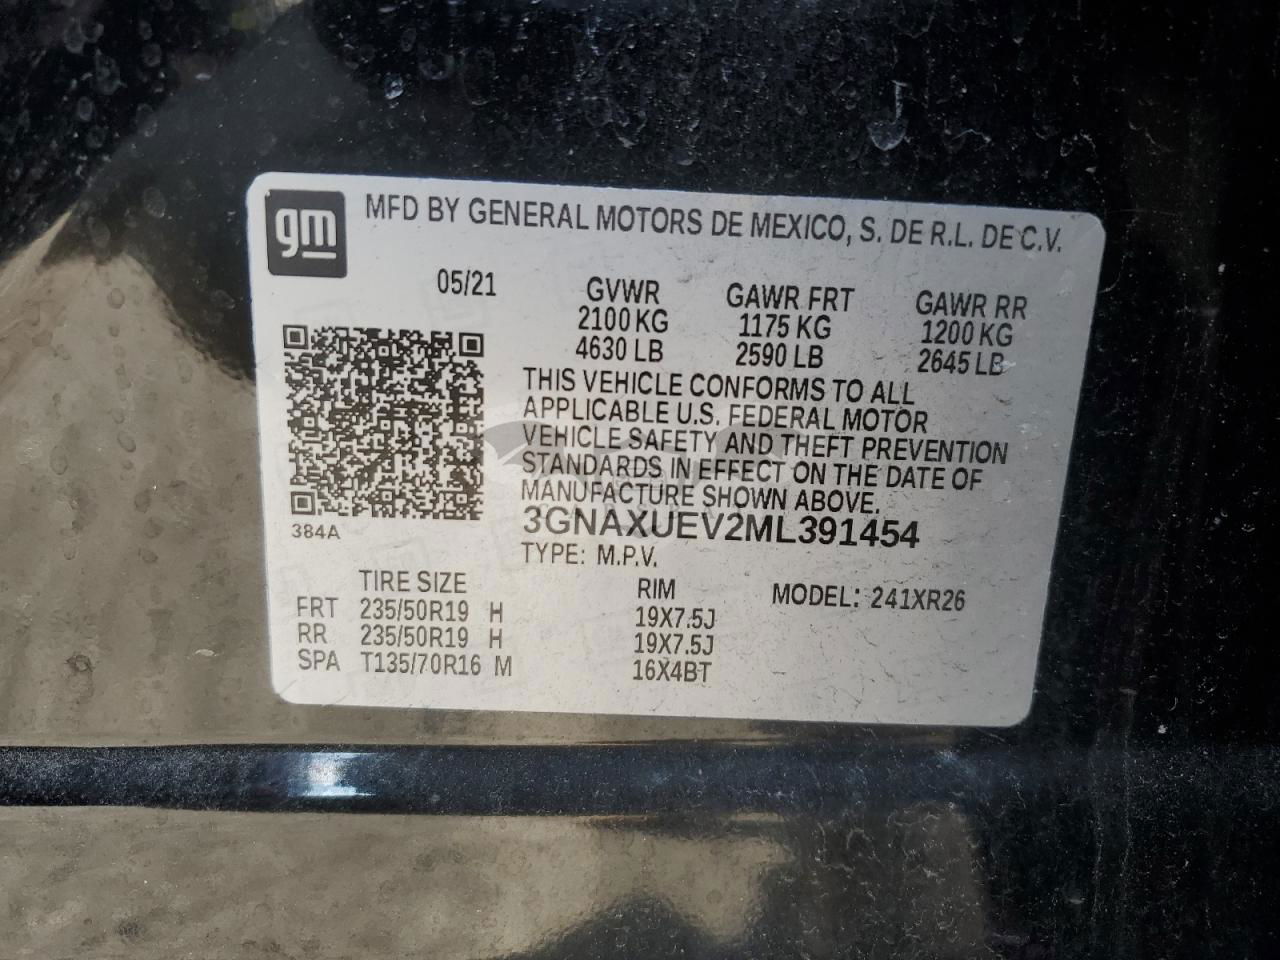 gm
MFD BY GENERAL MOTORS DE MEXICO, S. DE R.L. DE C.V.
05/21 GVWR GAWR FRT GAWR RR
2100 KG 1175 KG 1200 KG
4630 LB 2590 LB 2645 LB
THIS VEHICLE CONFORMS TO ALL
APPLICABLE U.S. FEDERAL MOTOR
VEHICLE SAFETY AND THEFT PREVENTION
STANDARDS IN EFFECT ON THE DATE OF
MANUFACTURE SHOWN ABOVE.
384A
3GNAXUEV2ML391454
TYPE: M.P.V.
TIRE SIZE RIM MODEL: 241XR26
FRT 235/50R19 H 19X7.5J
RR 235/50R19 H 19X7.5J
SPA T135/70R16 M 16X4BT